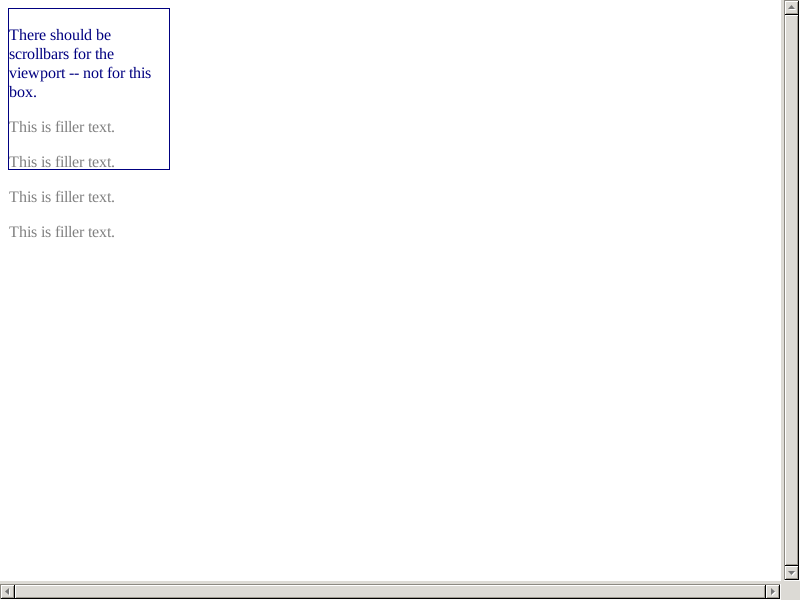 There should be
scrollbars for the
viewport -- not for this
box.
This is filler text.
This is filler text.
This is filler text.
This is filler text.